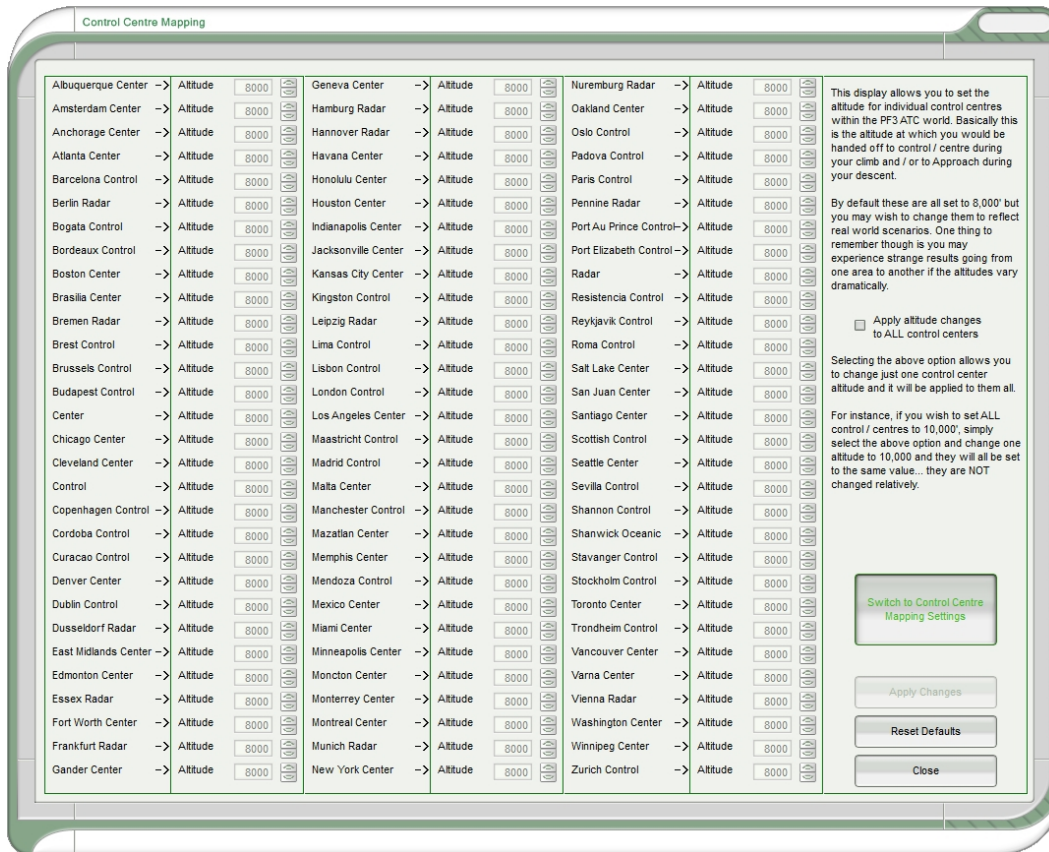 Control Centre Mapping
Albuquerque Center --> Altitude 8000 Geneva Center --> Altitude 8000 Nuremburg Radar --> Altitude 8000
Amsterdam Center --> Altitude 8000 Hamburg Radar --> Altitude 8000 Oakland Center --> Altitude 8000
Anchorage Center --> Altitude 8000 Hannover Radar --> Altitude 8000 Oslo Control --> Altitude 8000
Atlanta Center --> Altitude 8000 Havana Center --> Altitude 8000 Padova Control --> Altitude 8000
Barcelona Control --> Altitude 8000 Honolulu Center --> Altitude 8000 Paris Control --> Altitude 8000
Berlin Radar --> Altitude 8000 Houston Center --> Altitude 8000 Pennine Radar --> Altitude 8000
Bogata Control --> Altitude 8000 Indianapolis Center --> Altitude 8000 Port Au Prince Control--> Altitude 8000
Bordeaux Control --> Altitude 8000 Jacksonville Center --> Altitude 8000 Port Elizabeth Control --> Altitude 8000
Boston Center --> Altitude 8000 Kansas City Center --> Altitude 8000 Radar --> Altitude 8000
Brasilia Center --> Altitude 8000 Kingston Control --> Altitude 8000 Resistencia Control --> Altitude 8000
Bremen Radar --> Altitude 8000 Leipzig Radar --> Altitude 8000 Reykjavik Control --> Altitude 8000
Brest Control --> Altitude 8000 Lima Control --> Altitude 8000 Roma Control --> Altitude 8000
Brussels Control --> Altitude 8000 Lisbon Control --> Altitude 8000 Salt Lake Center --> Altitude 8000
Budapest Control --> Altitude 8000 London Control --> Altitude 8000 San Juan Center --> Altitude 8000
Center --> Altitude 8000 Los Angeles Center --> Altitude 8000 Santiago Center --> Altitude 8000
Chicago Center --> Altitude 8000 Maastricht Control --> Altitude 8000 Scottish Control --> Altitude 8000
Cleveland Center --> Altitude 8000 Madrid Control --> Altitude 8000 Seattle Center --> Altitude 8000
Control --> Altitude 8000 Malta Center --> Altitude 8000 Sevilla Control --> Altitude 8000
Copenhagen Control --> Altitude 8000 Manchester Control --> Altitude 8000 Shannon Control --> Altitude 8000
Cordoba Control --> Altitude 8000 Mazatlan Center --> Altitude 8000 Shanwick Oceanic --> Altitude 8000
Curacao Control --> Altitude 8000 Memphis Center --> Altitude 8000 Stavanger Control --> Altitude 8000
Denver Center --> Altitude 8000 Mendoza Control --> Altitude 8000 Stockholm Control --> Altitude 8000
Dublin Control --> Altitude 8000 Mexico Center --> Altitude 8000 Toronto Center --> Altitude 8000
Dusseldorf Radar --> Altitude 8000 Miami Center --> Altitude 8000 Trondheim Control --> Altitude 8000
East Midlands Center --> Altitude 8000 Minneapolis Center --> Altitude 8000 Vancouver Center --> Altitude 8000
Edmonton Center --> Altitude 8000 Moncton Center --> Altitude 8000 Varna Center --> Altitude 8000
Essex Radar --> Altitude 8000 Monterrey Center --> Altitude 8000 Vienna Radar --> Altitude 8000
Fort Worth Center --> Altitude 8000 Montreal Center --> Altitude 8000 Washington Center --> Altitude 8000
Frankfurt Radar --> Altitude 8000 Munich Radar --> Altitude 8000 Winnipeg Center --> Altitude 8000
Gander Center --> Altitude 8000 New York Center --> Altitude 8000 Zurich Control --> Altitude 8000
This display allows you to set the
altitude for individual control centres
within the PF3 ATC world. Basically this
is the altitude at which you would be
handed off to control / centre during
your climb and / or to Approach during
your descent.
By default these are all set to 8,000' but
you may wish to change them to reflect
real world scenarios. One thing to
remember though is you may
experience strange results going from
one area to another if the altitudes vary
dramatically.
Apply altitude changes
to ALL control centers
Selecting the above option allows you
to change just one control center
altitude and it will be applied to them all.
For instance, if you wish to set ALL
control / centres to 10,000', simply
select the above option and change one
altitude to 10,000 and they will all be set
to the same value... they are NOT
changed relatively.
Switch to Control Centre
Mapping Settings
Apply Changes
Reset Defaults
Close